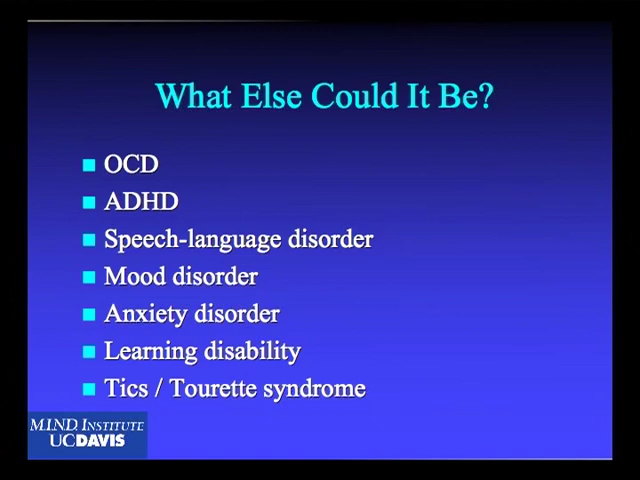 What Else Could It Be?
OCD
ADHD
Speech-language disorder
Mood disorder
Anxiety disorder
Learning disability
Tics / Tourette syndrome
M.I.N.D. INSTITUTE
UCDAVIS